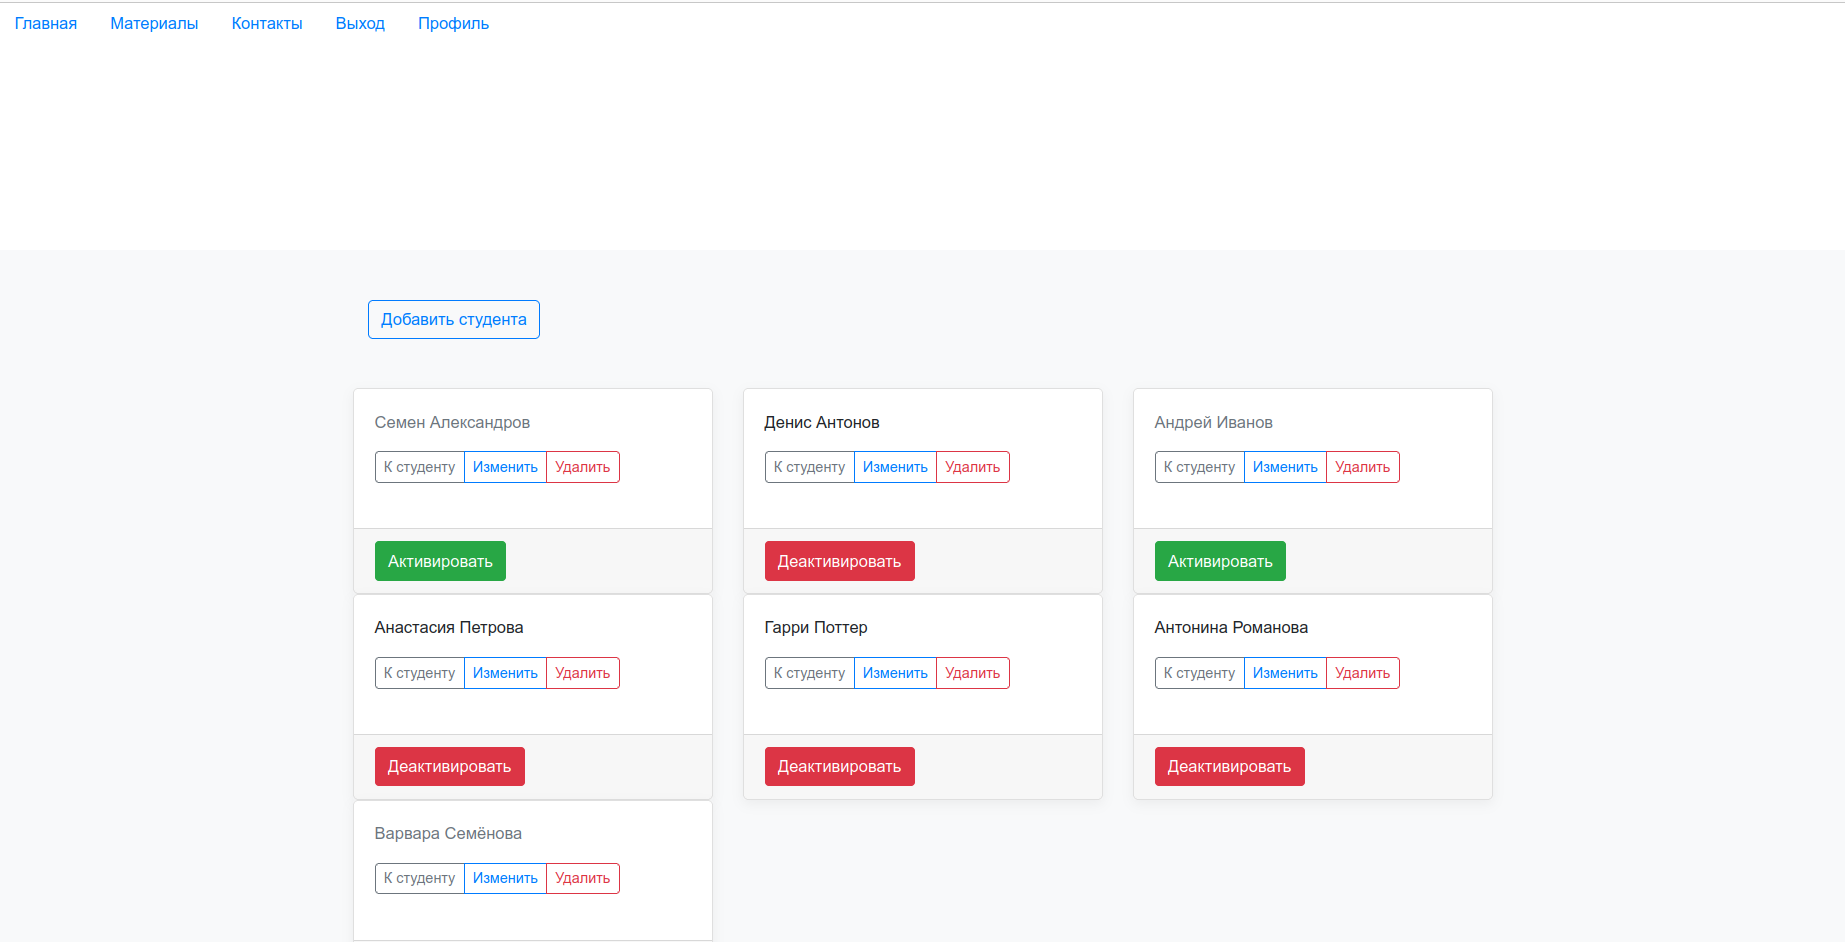 Главная Материалы Контакты Выход Профиль
Добавить студента
Семен Александров
К студенту Изменить Удалить
Активировать
Денис Антонов
К студенту Изменить Удалить
Деактивировать
Андрей Иванов
К студенту Изменить Удалить
Активировать
Анастасия Петрова
К студенту Изменить Удалить
Деактивировать
Гарри Поттер
К студенту Изменить Удалить
Деактивировать
Антонина Романова
К студенту Изменить Удалить
Деактивировать
Варвара Семёнова
К студенту Изменить Удалить